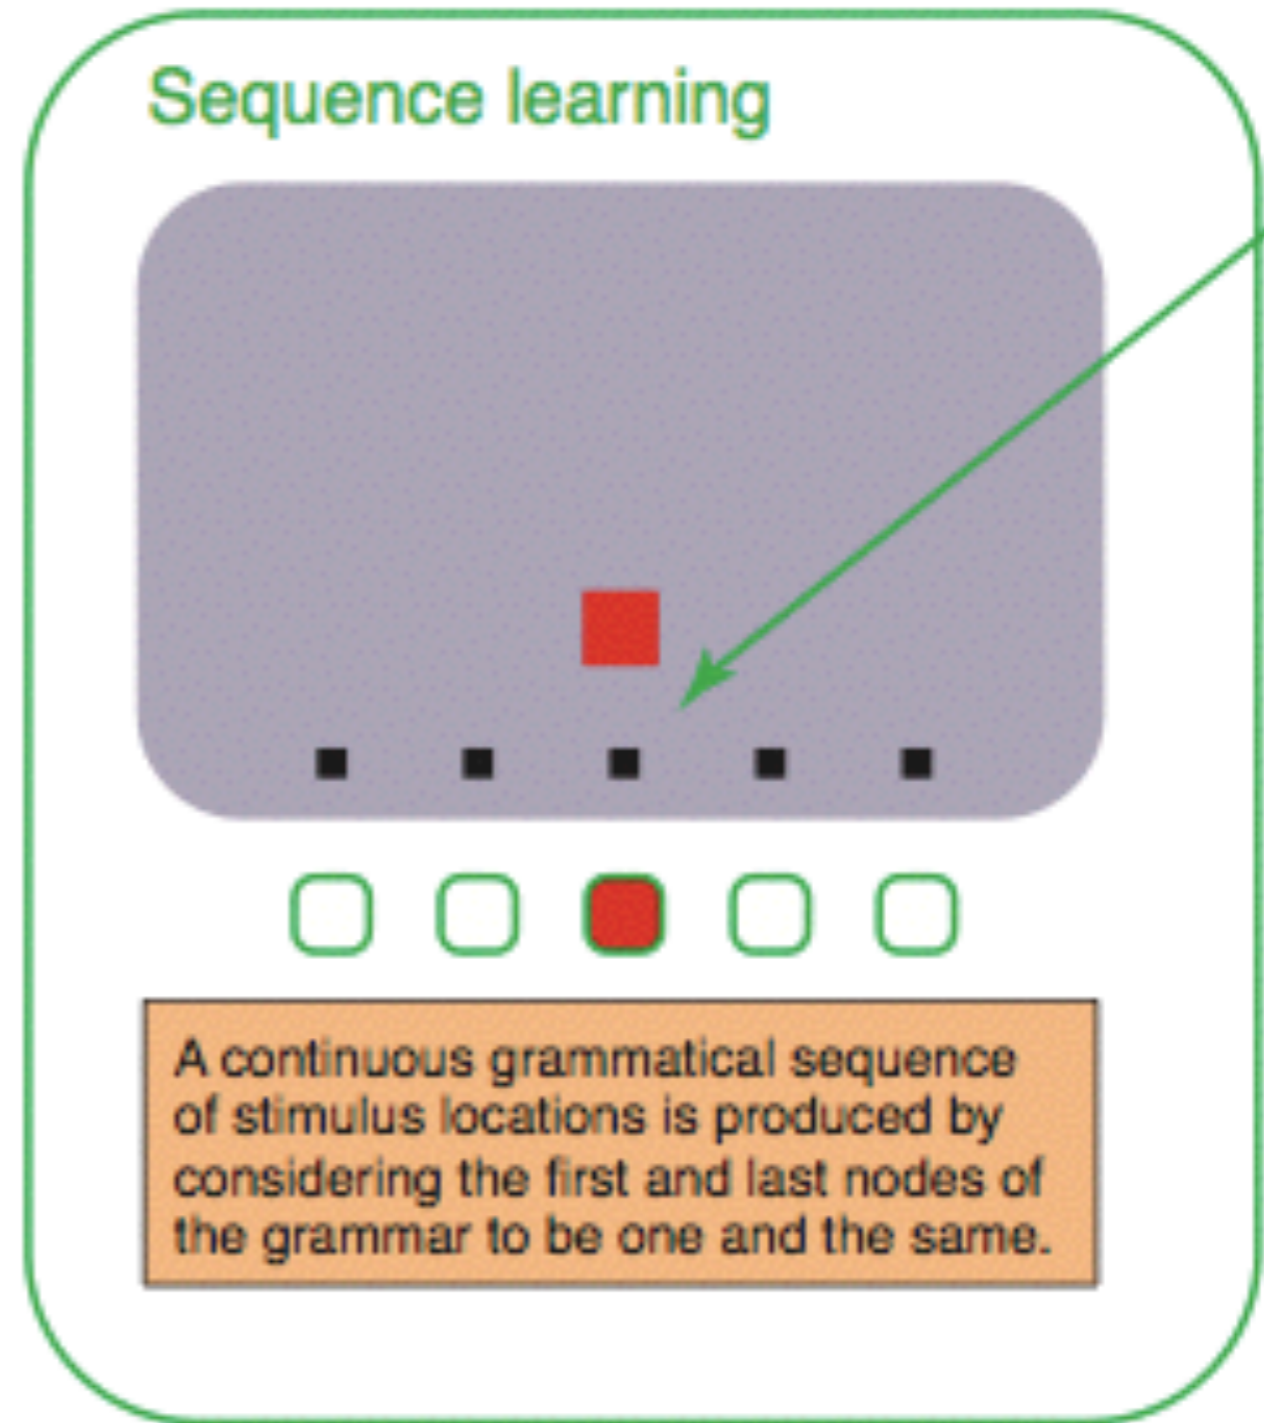 Sequence learning
A continuous grammatical sequence
of stimulus locations is produced by
considering the first and last nodes of
the grammar to be one and the same.